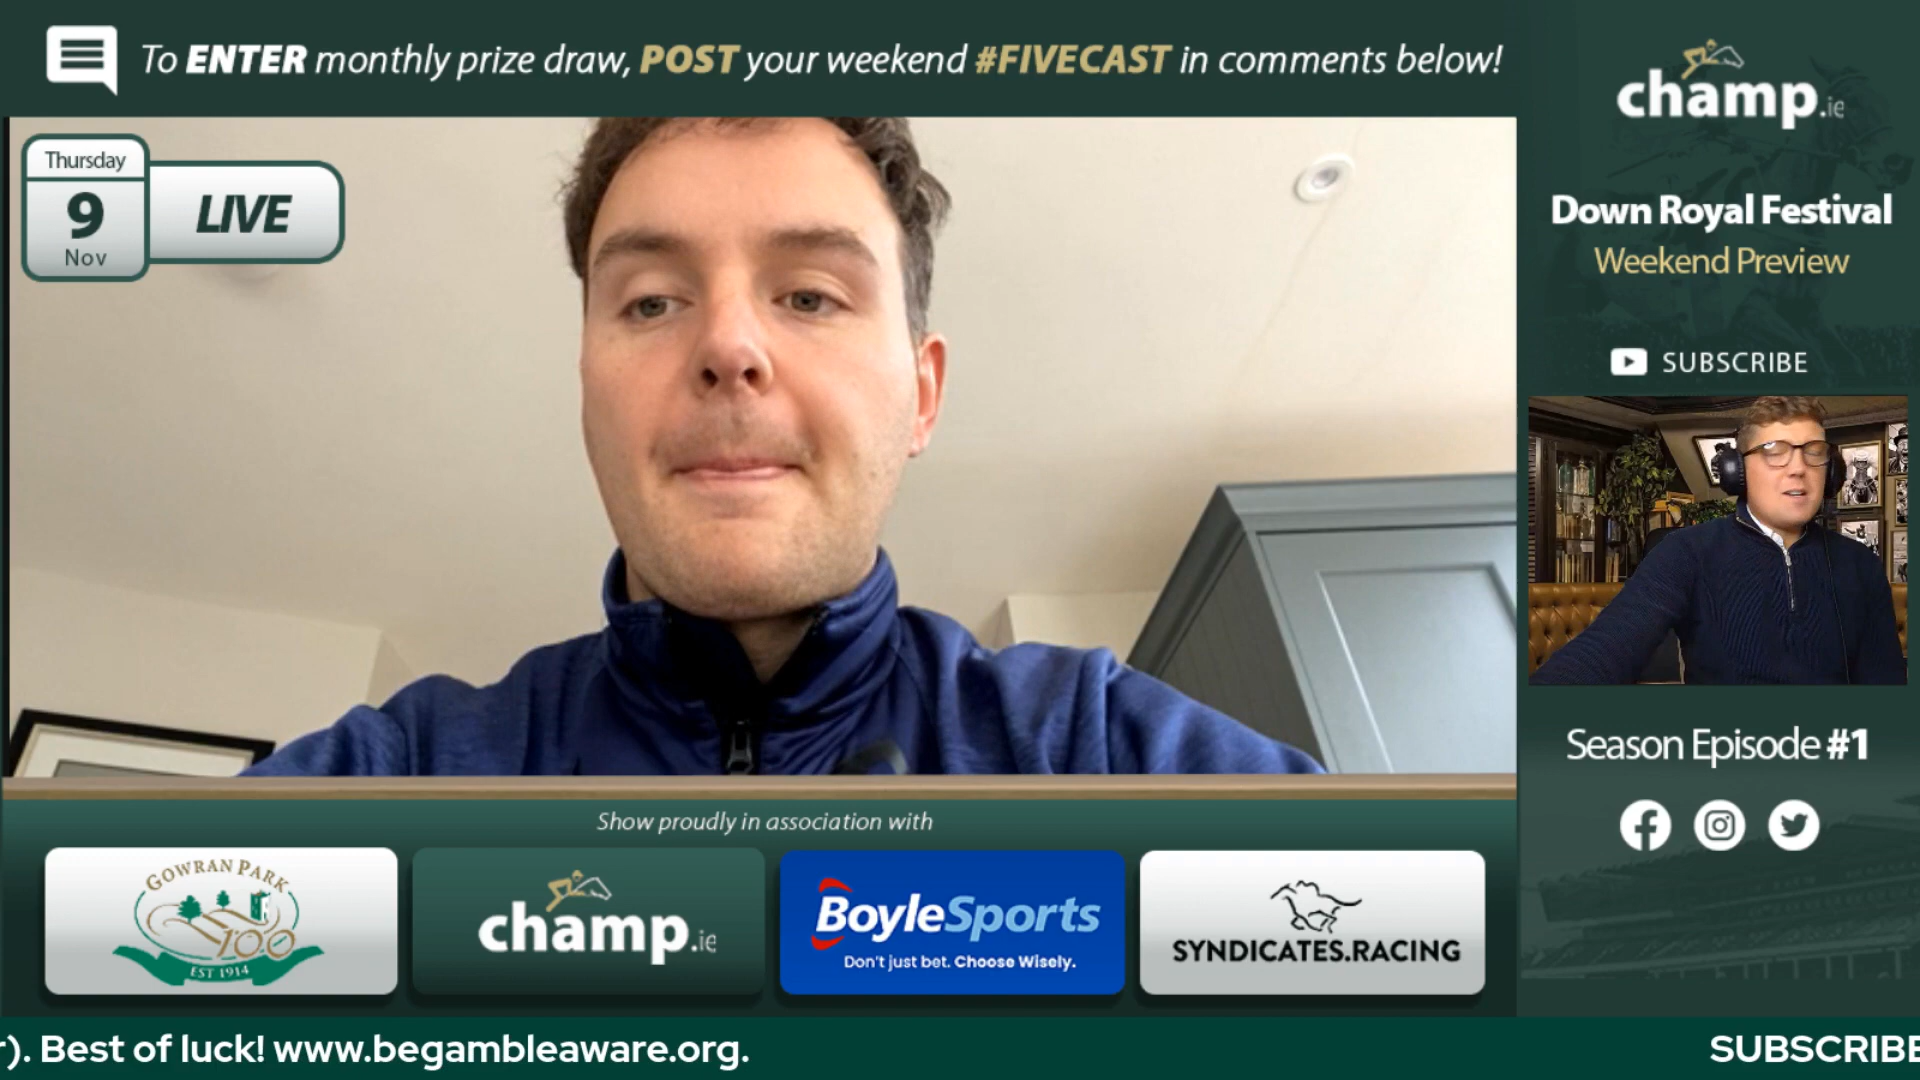 To ENTER monthly prize draw, POST your weekend #FIVECAST in comments below!
champ.ie
Thursday
9
Nov
LIVE
Down Royal Festival
Weekend Preview
SUBSCRIBE
Season Episode #1
Show proudly in association with
GOWRAN PARK
100
EST 1914
champ.ie
BoyleSports
Don't just bet. Choose Wisely.
SYNDICATES.RACING
r). Best of luck! www.begambleaware.org.
SUBSCRIBE